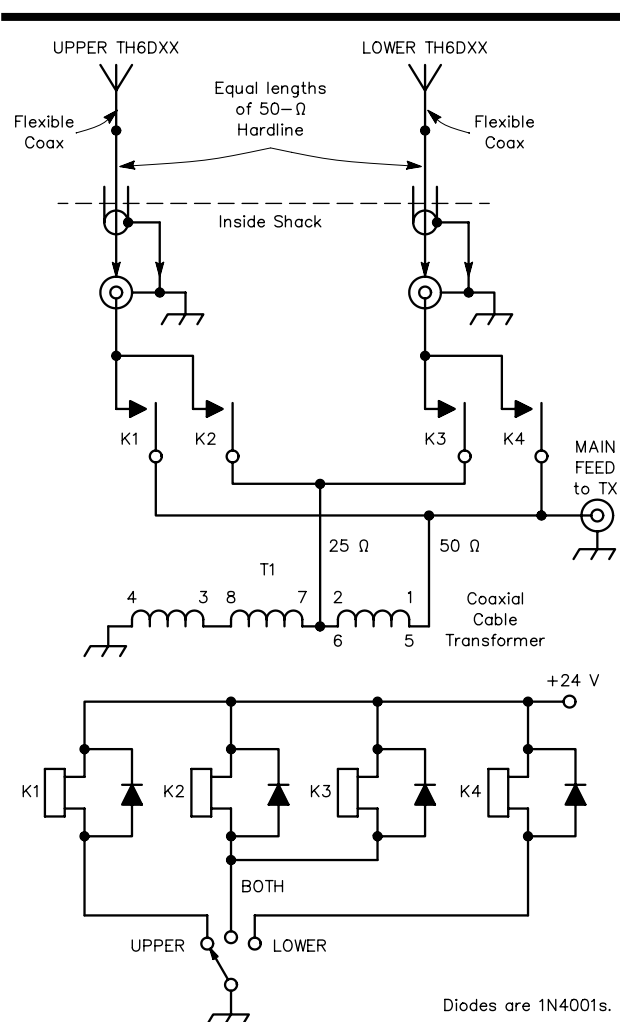 UPPER TH6DXX
LOWER TH6DXX
Equal lengths
of 50-Ω
Hardline
Flexible
Coax
Flexible
Coax
Inside Shack
K1
K2
K3
K4
MAIN
FEED
to TX
25 Ω
50 Ω
T1
4
3
8
7
2
1
6
5
Coaxial
Cable
Transformer
+24 V
K1
K2
K3
K4
BOTH
UPPER
LOWER
Diodes are 1N4001s.